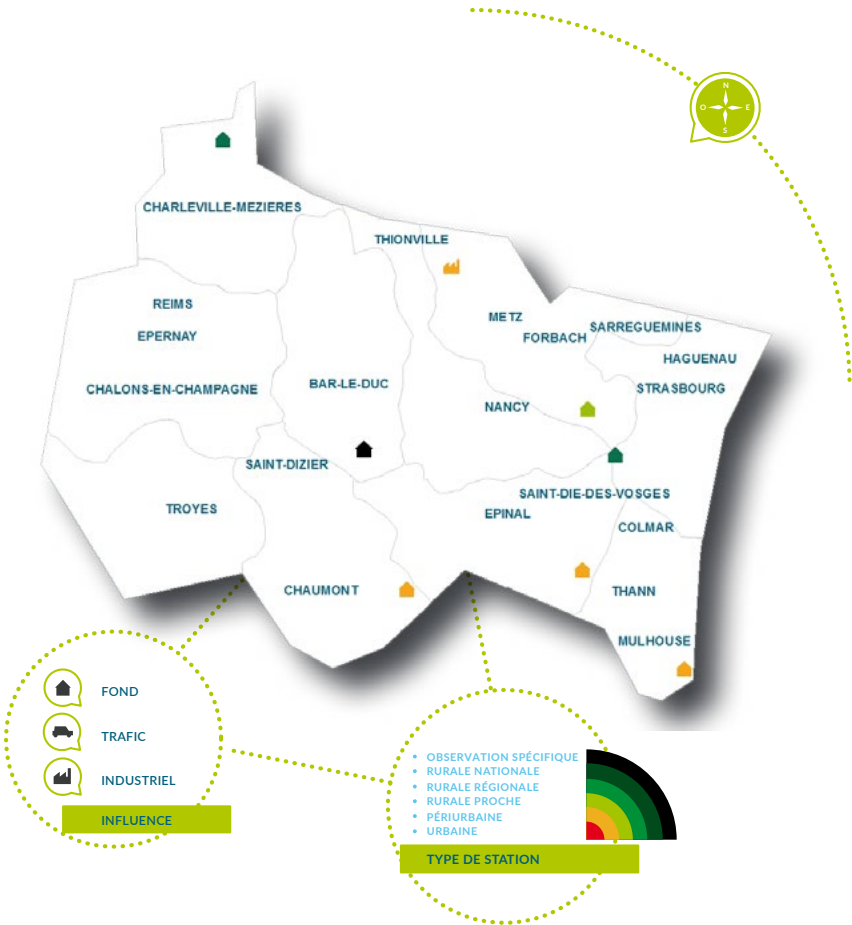 N
O E
S
CHARLEVILLE-MEZIERES
THIONVILLE
REIMS
METZ
SARREGUEMINES
EPERNAY
FORBACH
HAGUENAU
BAR-LE-DUC
CHALONS-EN-CHAMPAGNE
STRASBOURG
NANCY
SAINT-DIZIER
SAINT-DIE-DES-VOSGES
TROYES
EPINAL
COLMAR
CHAUMONT
THANN
MULHOUSE
FOND
TRAFIC
INDUSTRIEL
INFLUENCE
• OBSERVATION SPÉCIFIQUE
• RURALE NATIONALE
• RURALE RÉGIONALE
• RURALE PROCHE
• PÉRIURBAINE
• URBAINE
TYPE DE STATION